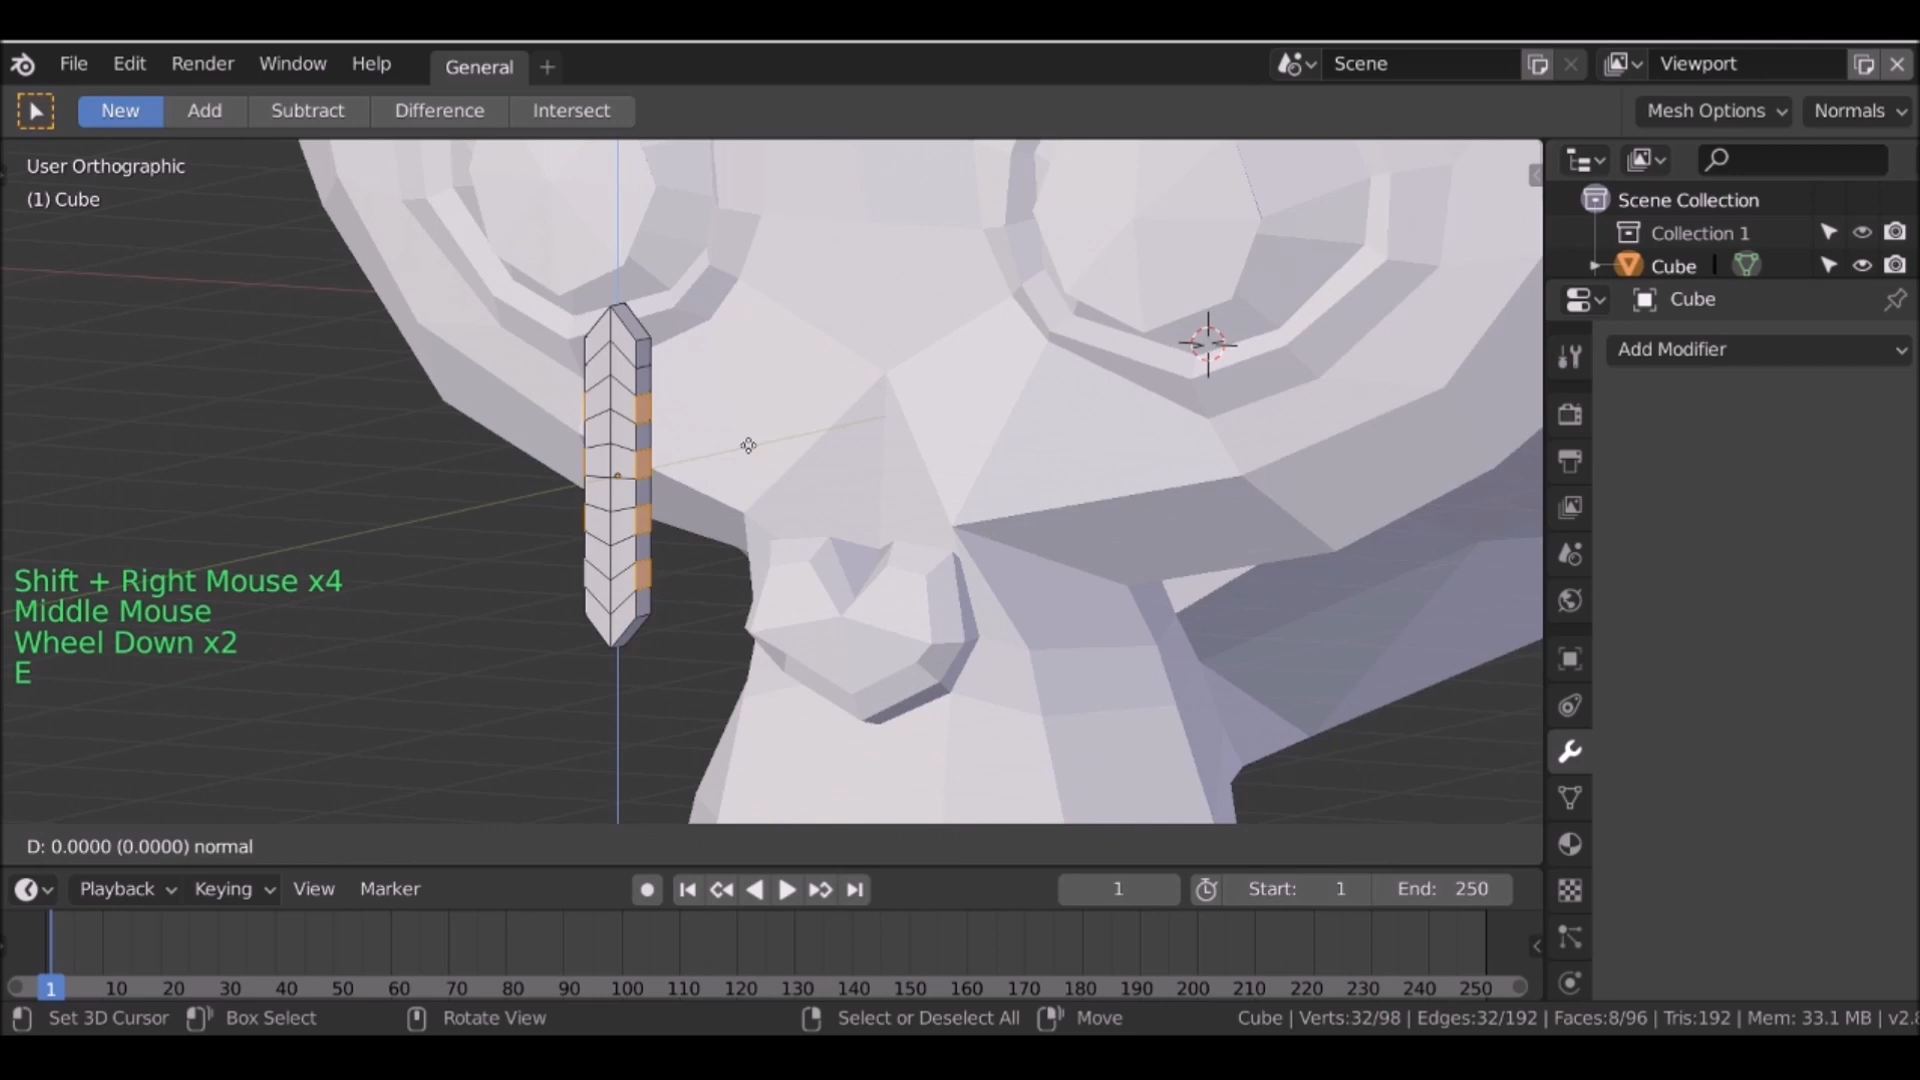 File Edit Render Window Help General + Scene Viewport
New Add Subtract Difference Intersect Mesh Options Normals
User Orthographic
(1) Cube
Scene Collection
Collection 1
Cube
Cube
Add Modifier
Shift + Right Mouse x4
Middle Mouse
Wheel Down x2
E
D: 0.0000 (0.0000) normal
Playback Keying View Marker 1 Start: 1 End: 250
1 10 20 30 40 50 60 70 80 90 100 110 120 130 140 150 160 170 180 190 200 210 220 230 240 250
Set 3D Cursor Box Select Rotate View Select or Deselect All Move Cube | Verts:32/98 | Edges:32/192 | Faces:8/96 | Tris:192 | Mem: 33.1 MB | v2.8